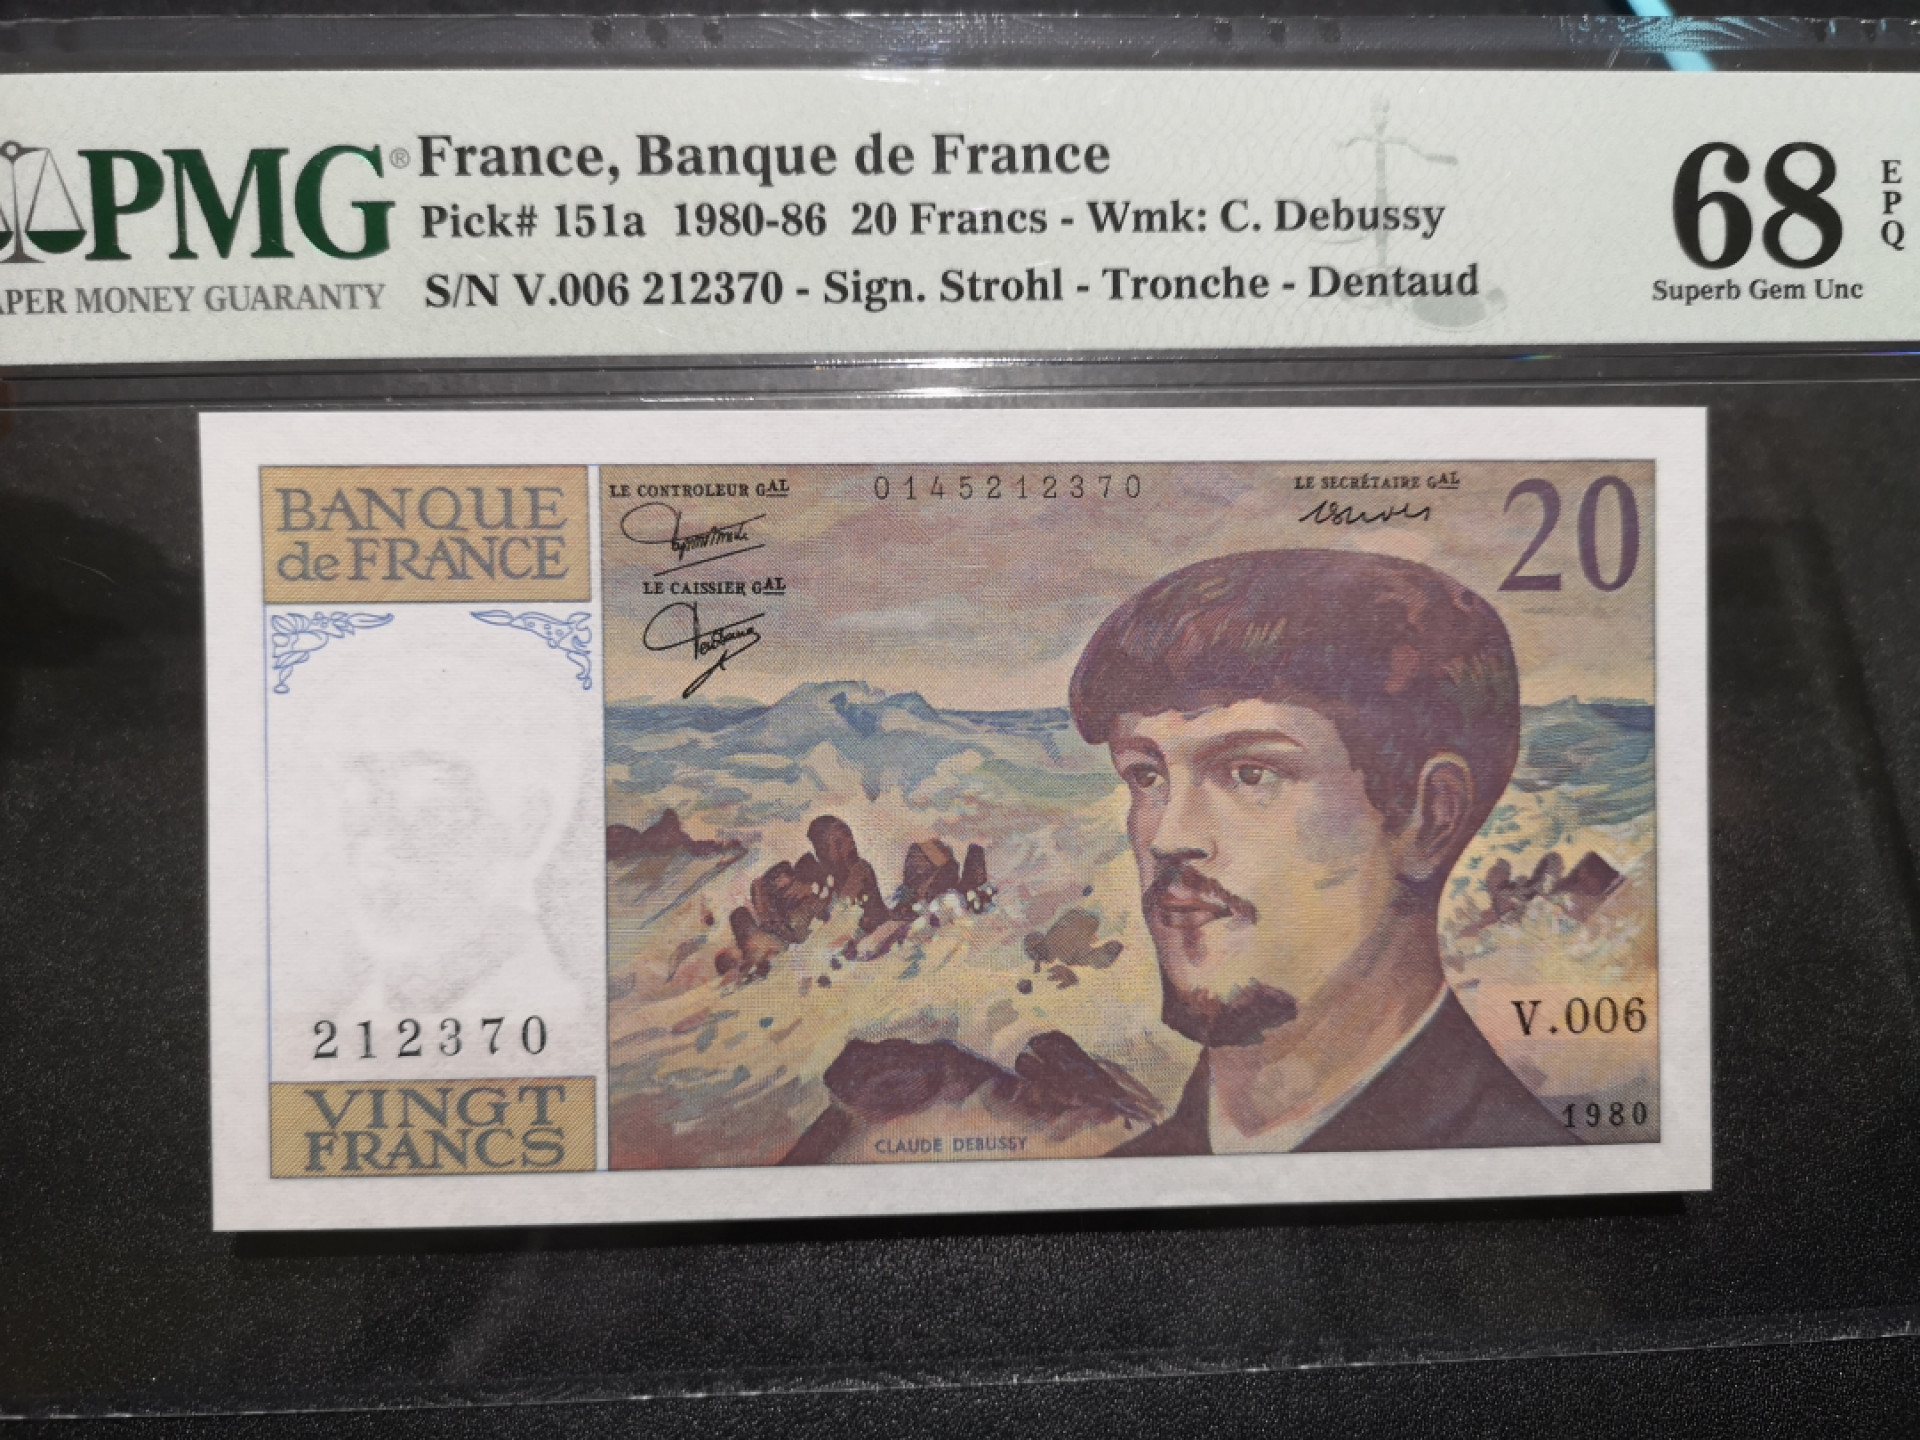 PMG® France, Banque de France
Pick# 151a 1980-86 20 Francs - Wmk: C. Debussy
S/N V.006 212370 - Sign. Strohl - Tronche - Dentaud
PAPER MONEY GUARANTY
68 EPQ
Superb Gem Unc
BANQUE
de FRANCE
LE CONTROLEUR GAL
0145212370
LE SECRÉTAIRE GAL
20
LE CAISSIER GAL
212370
V.006
VINGT
FRANCS
1980
CLAUDE DEBUSSY